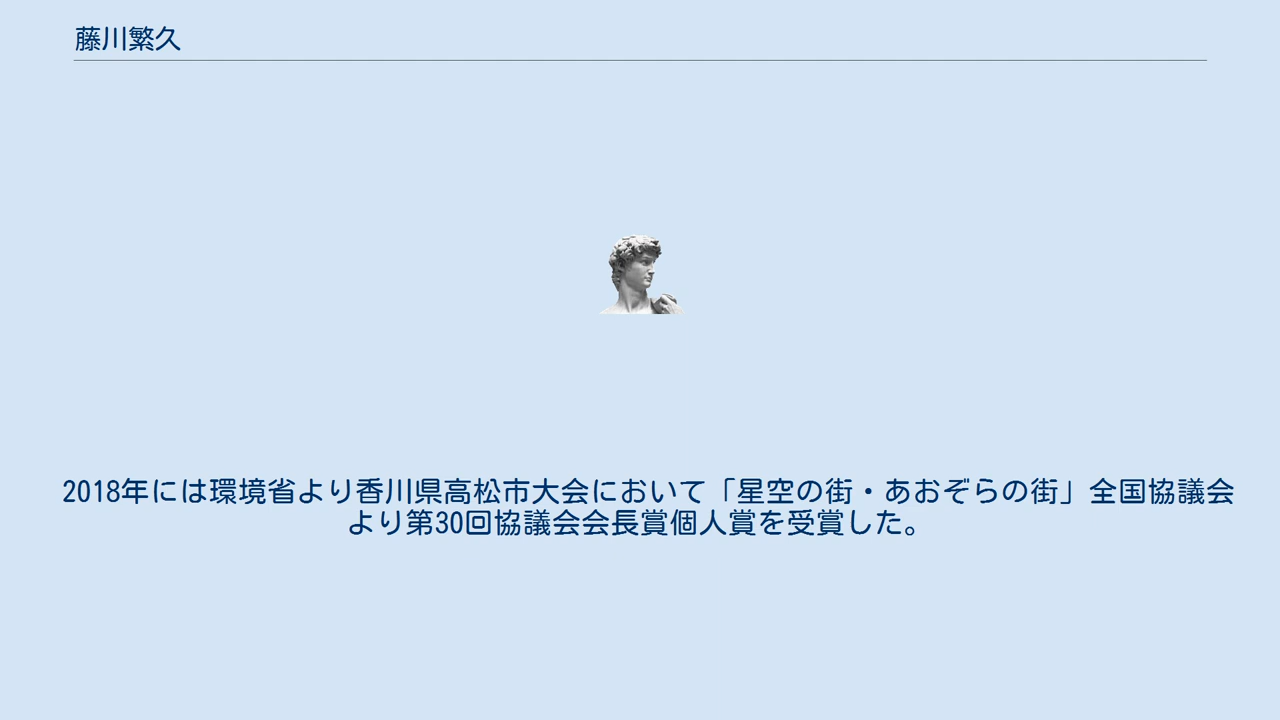 藤川繁久
2018年には環境省より香川県高松市大会において「星空の街・あおぞらの街」全国協議会
より第30回協議会会長賞個人賞を受賞した。